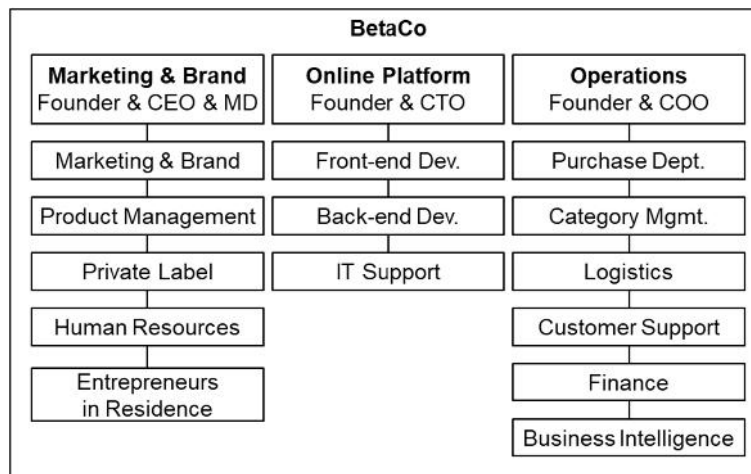 BetaCo
Marketing & Brand
Founder & CEO & MD
Marketing & Brand
Product Management
Private Label
Human Resources
Entrepreneurs
in Residence
Online Platform
Founder & CTO
Front-end Dev.
Back-end Dev.
IT Support
Operations
Founder & COO
Purchase Dept.
Category Mgmt.
Logistics
Customer Support
Finance
Business Intelligence